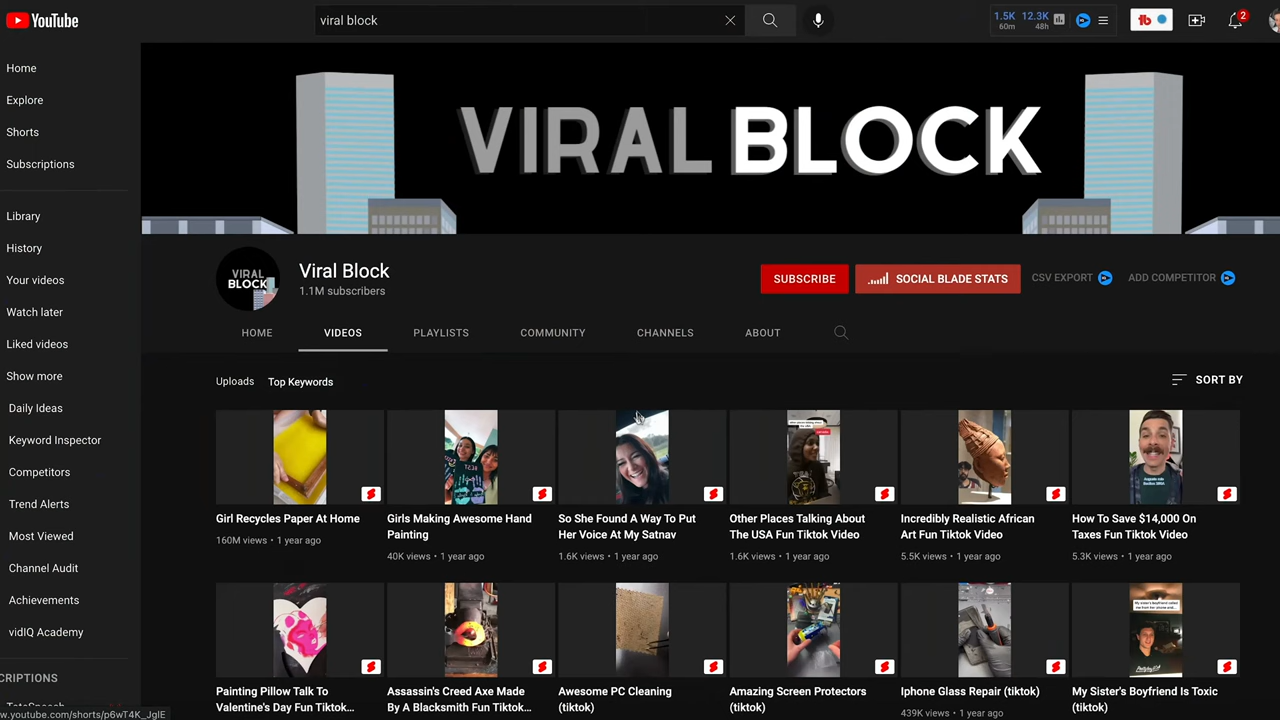 YouTube
viral block
1.5K
60m
12.3K
48h
2
Home
Explore
Shorts
Subscriptions
Library
History
Your videos
Watch later
Liked videos
Show more
Daily Ideas
Keyword Inspector
Competitors
Trend Alerts
Most Viewed
Channel Audit
Achievements
vidIQ Academy
CRIPTIONS
w.youtube.com/shorts/p6wT4K_JglE
VIRAL BLOCK
VIRAL
BLOCK
Viral Block
1.1M subscribers
SUBSCRIBE
SOCIAL BLADE STATS
CSV EXPORT
ADD COMPETITOR
HOME
VIDEOS
PLAYLISTS
COMMUNITY
CHANNELS
ABOUT
Uploads
Top Keywords
SORT BY
Girl Recycles Paper At Home
160M views • 1 year ago
Girls Making Awesome Hand
Painting
40K views • 1 year ago
So She Found A Way To Put
Her Voice At My Satnav
1.6K views • 1 year ago
Other Places Talking About
The USA Fun Tiktok Video
1.6K views • 1 year ago
Incredibly Realistic African
Art Fun Tiktok Video
5.5K views • 1 year ago
How To Save $14,000 On
Taxes Fun Tiktok Video
5.3K views • 1 year ago
Painting Pillow Talk To
Valentine's Day Fun Tiktok...
Assassin's Creed Axe Made
By A Blacksmith Fun Tiktok...
Awesome PC Cleaning
(tiktok)
Amazing Screen Protectors
(tiktok)
Iphone Glass Repair (tiktok)
439K views • 1 year ago
My Sister's Boyfriend Is Toxic
(tiktok)